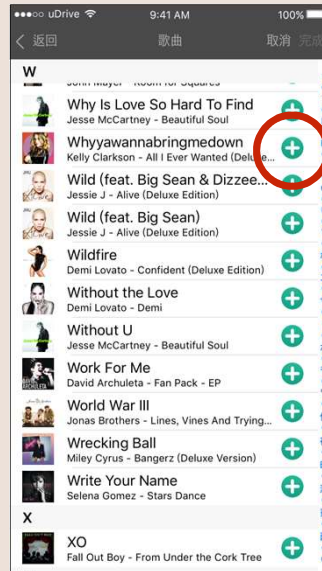 uDrive 9:41 AM 100%
返回 歌曲 取消 完成
W
John Mayer - Room for Squares
Why Is Love So Hard To Find
Jesse McCartney - Beautiful Soul
Whyyawannabringmedown
Kelly Clarkson - All I Ever Wanted (Deluxe...
Wild (feat. Big Sean & Dizzee...
Jessie J - Alive (Deluxe Edition)
Wild (feat. Big Sean)
Jessie J - Alive (Deluxe Edition)
Wildfire
Demi Lovato - Confident (Deluxe Edition)
Without the Love
Demi Lovato - Demi
Without U
Jesse McCartney - Beautiful Soul
Work For Me
David Archuleta - Fan Pack - EP
World War III
Jonas Brothers - Lines, Vines And Trying...
Wrecking Ball
Miley Cyrus - Bangerz (Deluxe Version)
Write Your Name
Selena Gomez - Stars Dance
X
XO
Fall Out Boy - From Under the Cork Tree